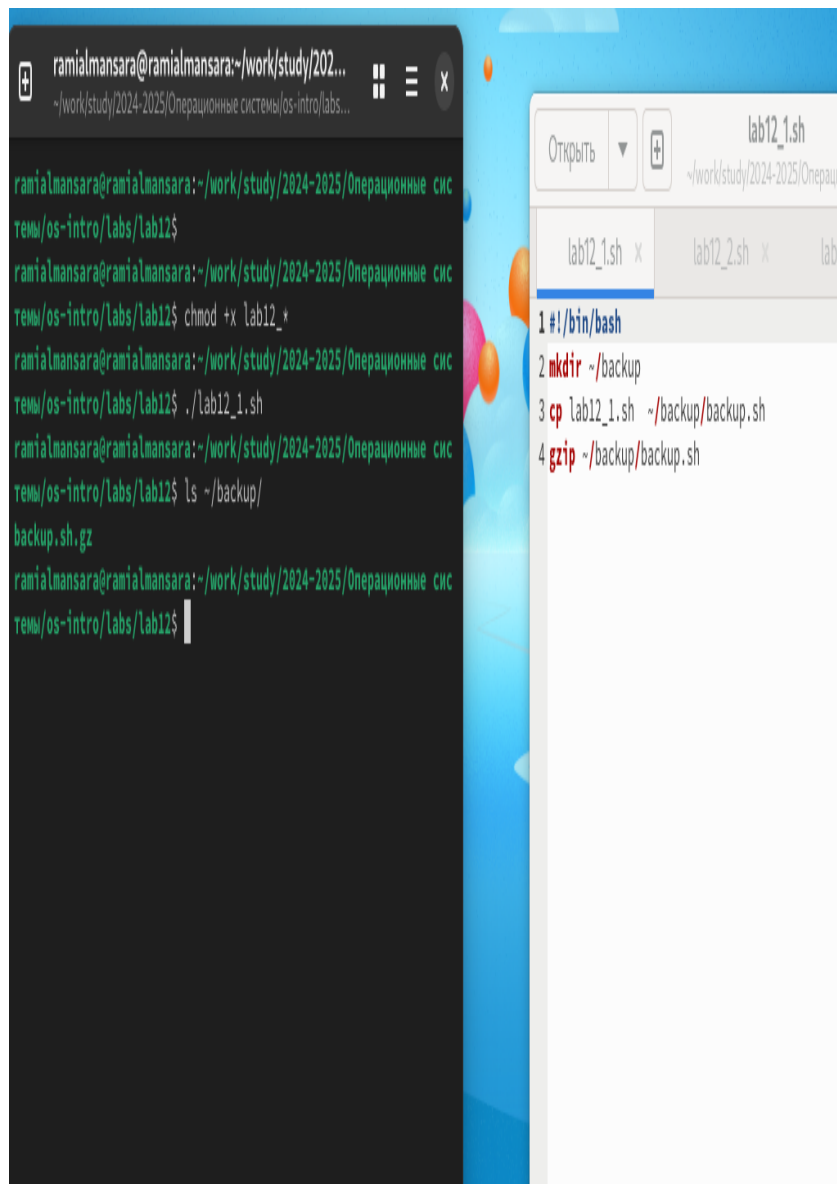 ramialmansara@ramialmansara:~/work/study/202...
~/work/study/2024-2025/Операционные системы/os-intro/labs...
ramialmansara@ramialmansara:~/work/study/2024-2025/Операционные сис
темы/os-intro/labs/lab12$
ramialmansara@ramialmansara:~/work/study/2024-2025/Операционные сис
темы/os-intro/labs/lab12$ chmod +x lab12_*
ramialmansara@ramialmansara:~/work/study/2024-2025/Операционные сис
темы/os-intro/labs/lab12$ ./lab12_1.sh
ramialmansara@ramialmansara:~/work/study/2024-2025/Операционные сис
темы/os-intro/labs/lab12$ ls ~/backup/
backup.sh.gz
ramialmansara@ramialmansara:~/work/study/2024-2025/Операционные сис
темы/os-intro/labs/lab12$
Открыть
lab12_1.sh
~/work/study/2024-2025/Операц
lab12_1.sh × lab12_2.sh × lab
1 #!/bin/bash
2 mkdir ~/backup
3 cp lab12_1.sh ~/backup/backup.sh
4 gzip ~/backup/backup.sh